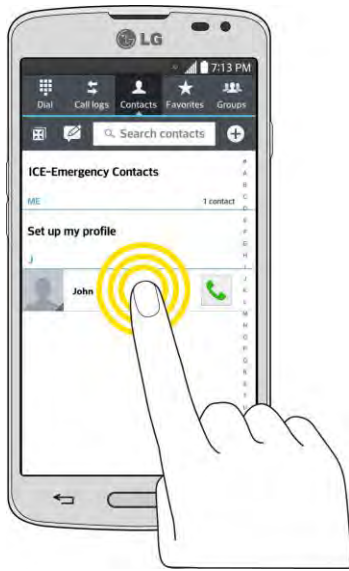 LG
7:13 PM
Dial Call logs Contacts Favorites Groups
Search contacts
ICE-Emergency Contacts
ME 1 contact
Set up my profile
J
John